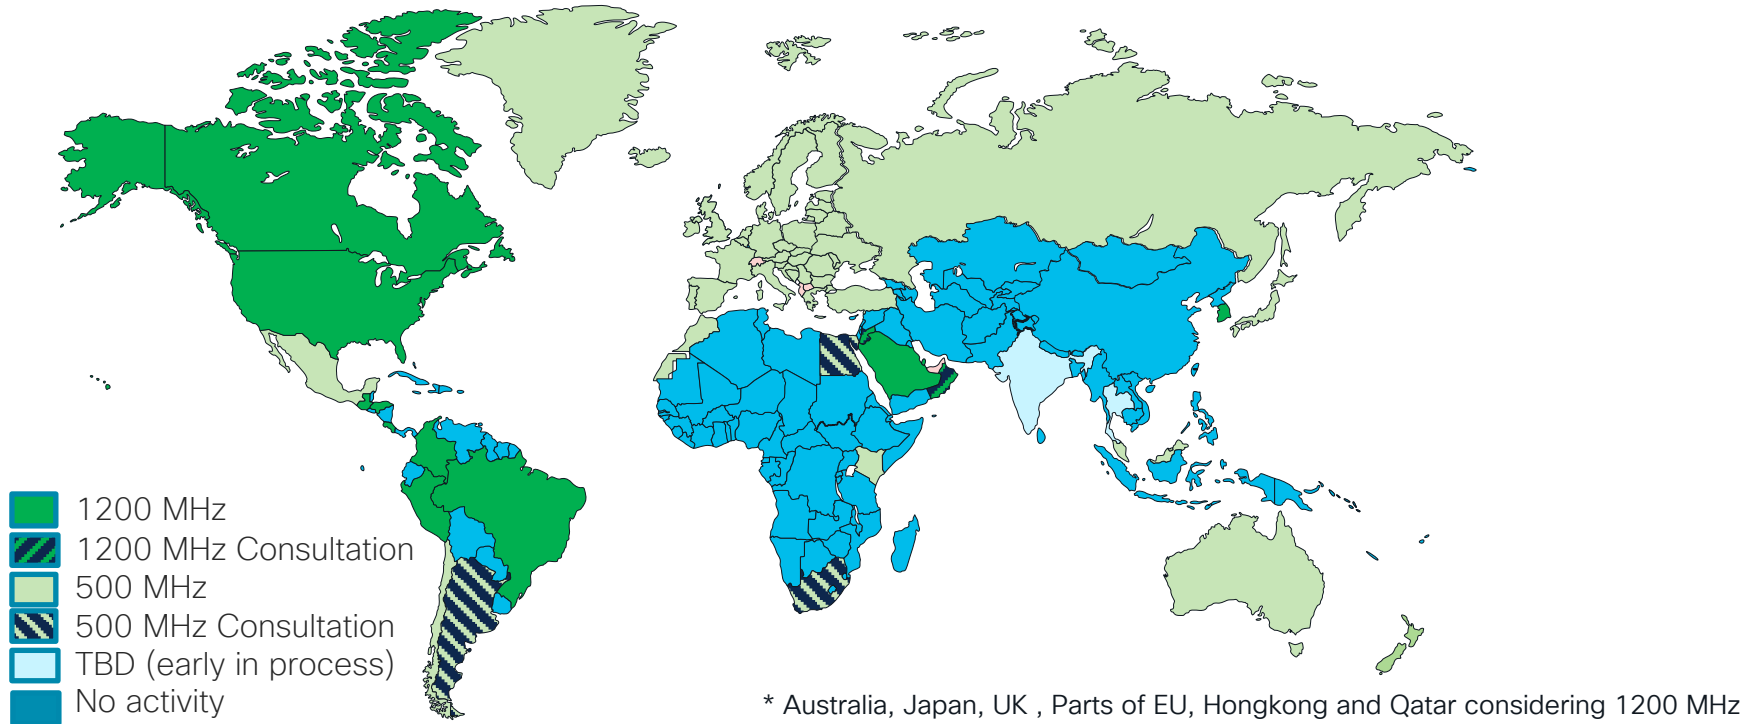 1200 MHz
1200 MHz Consultation
500 MHz
500 MHz Consultation
TBD (early in process)
No activity
* Australia, Japan, UK , Parts of EU, Hongkong and Qatar considering 1200 MHz